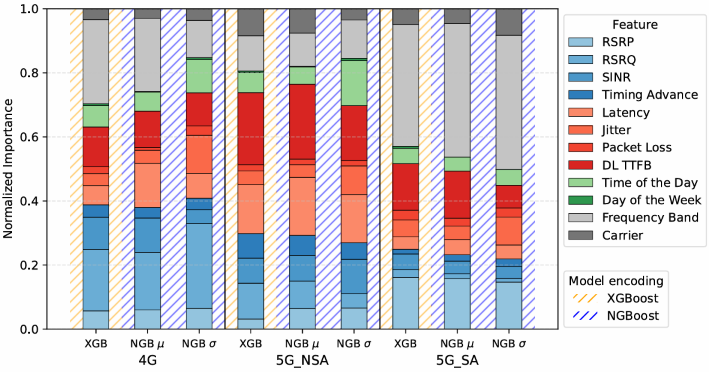 1.0
0.8
0.6
0.4
0.2
0.0
Normalized Importance
XGB NGB μ NGB σ XGB NGB μ NGB σ XGB NGB μ NGB σ
4G 5G_NSA 5G_SA
Feature
RSRP
RSRQ
SINR
Timing Advance
Latency
Jitter
Packet Loss
DL TTFB
Time of the Day
Day of the Week
Frequency Band
Carrier
Model encoding
XGBoost
NGBoost